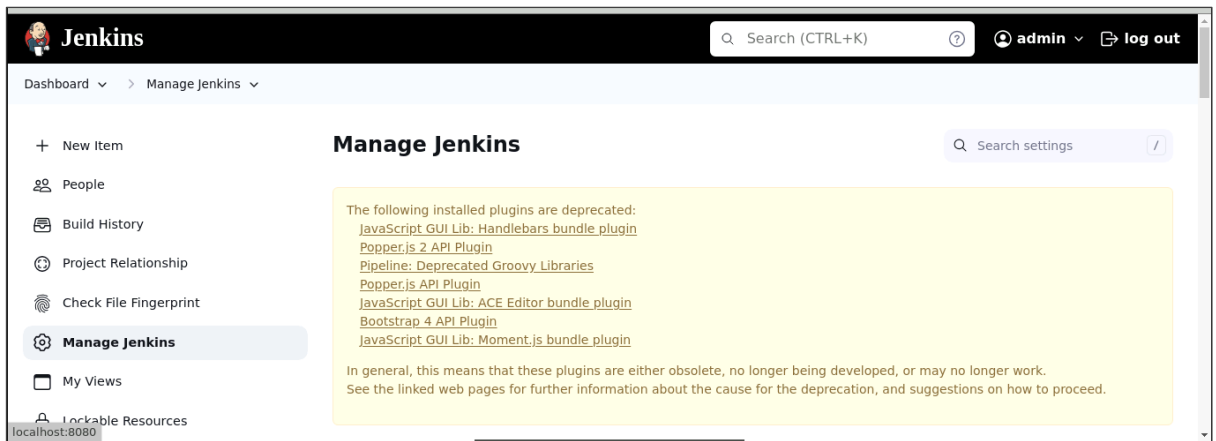 Jenkins
Search (CTRL+K)
admin
log out
Dashboard
Manage Jenkins
New Item
People
Build History
Project Relationship
Check File Fingerprint
Manage Jenkins
My Views
Lockable Resources
localhost:8080
Manage Jenkins
Search settings
/
The following installed plugins are deprecated:
JavaScript GUI Lib: Handlebars bundle plugin
Popper.js 2 API Plugin
Pipeline: Deprecated Groovy Libraries
Popper.js API Plugin
JavaScript GUI Lib: ACE Editor bundle plugin
Bootstrap 4 API Plugin
JavaScript GUI Lib: Moment.js bundle plugin
In general, this means that these plugins are either obsolete, no longer being developed, or may no longer work.
See the linked web pages for further information about the cause for the deprecation, and suggestions on how to proceed.